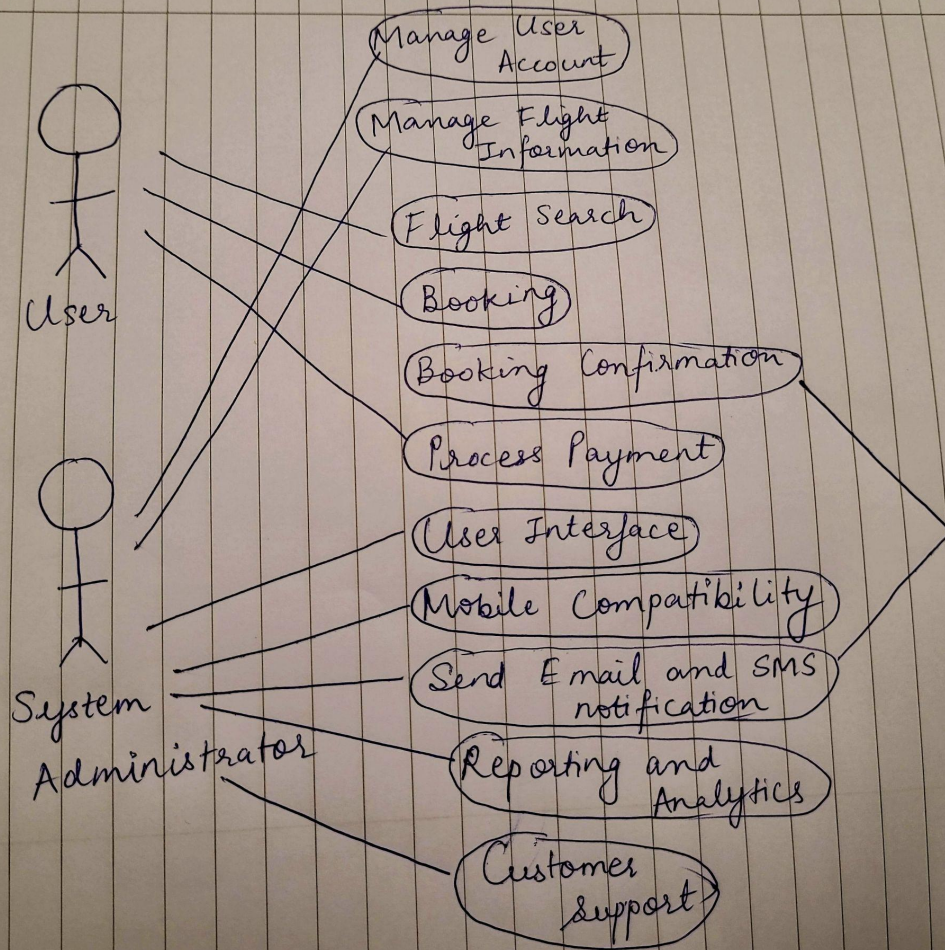 Manage User
Account
Manage Flight
Information
Flight Search
User
Booking
Booking Confirmation
Process Payment
User Interface
Mobile Compatibility
Send Email and SMS
notification
System
Administrator
Reporting and
Analytics
Customer
Support